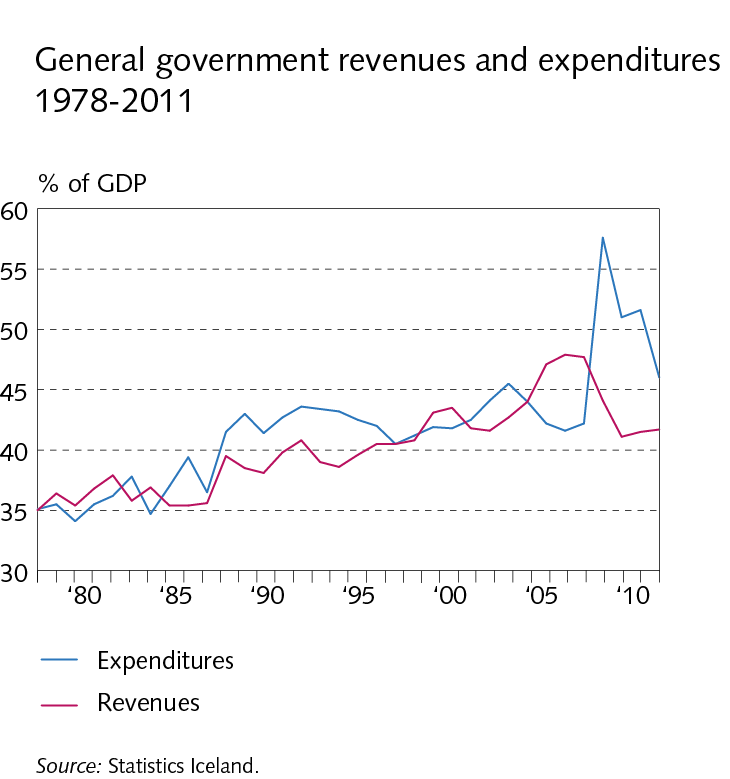 General government revenues and expenditures
1978-2011
% of GDP
60
55
50
45
40
35
30
‘80 ‘85 ‘90 ‘95 ‘00 ‘05 ‘10
Expenditures
Revenues
Source: Statistics Iceland.